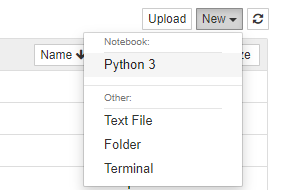 Upload New
Notebook:
Name
Python 3
Other:
Text File
Folder
Terminal